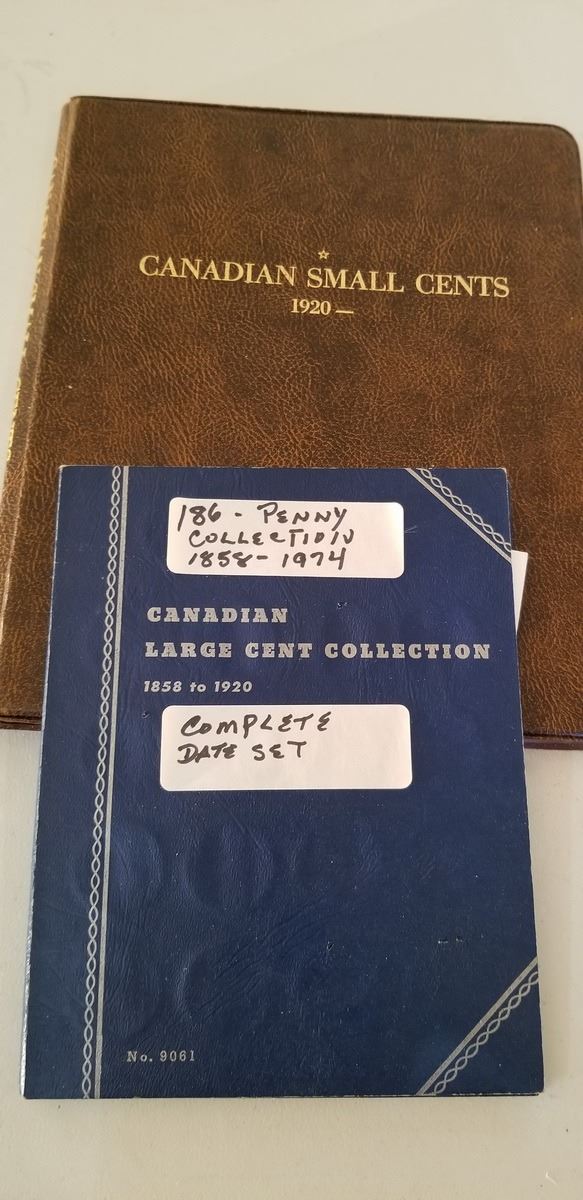 CANADIAN SMALL CENTS
1920 —
186 - PENNY
COLLECTION
1858 - 1974
CANADIAN
LARGE CENT COLLECTION
1858 to 1920
COMPLETE
DATE SET
No. 9061